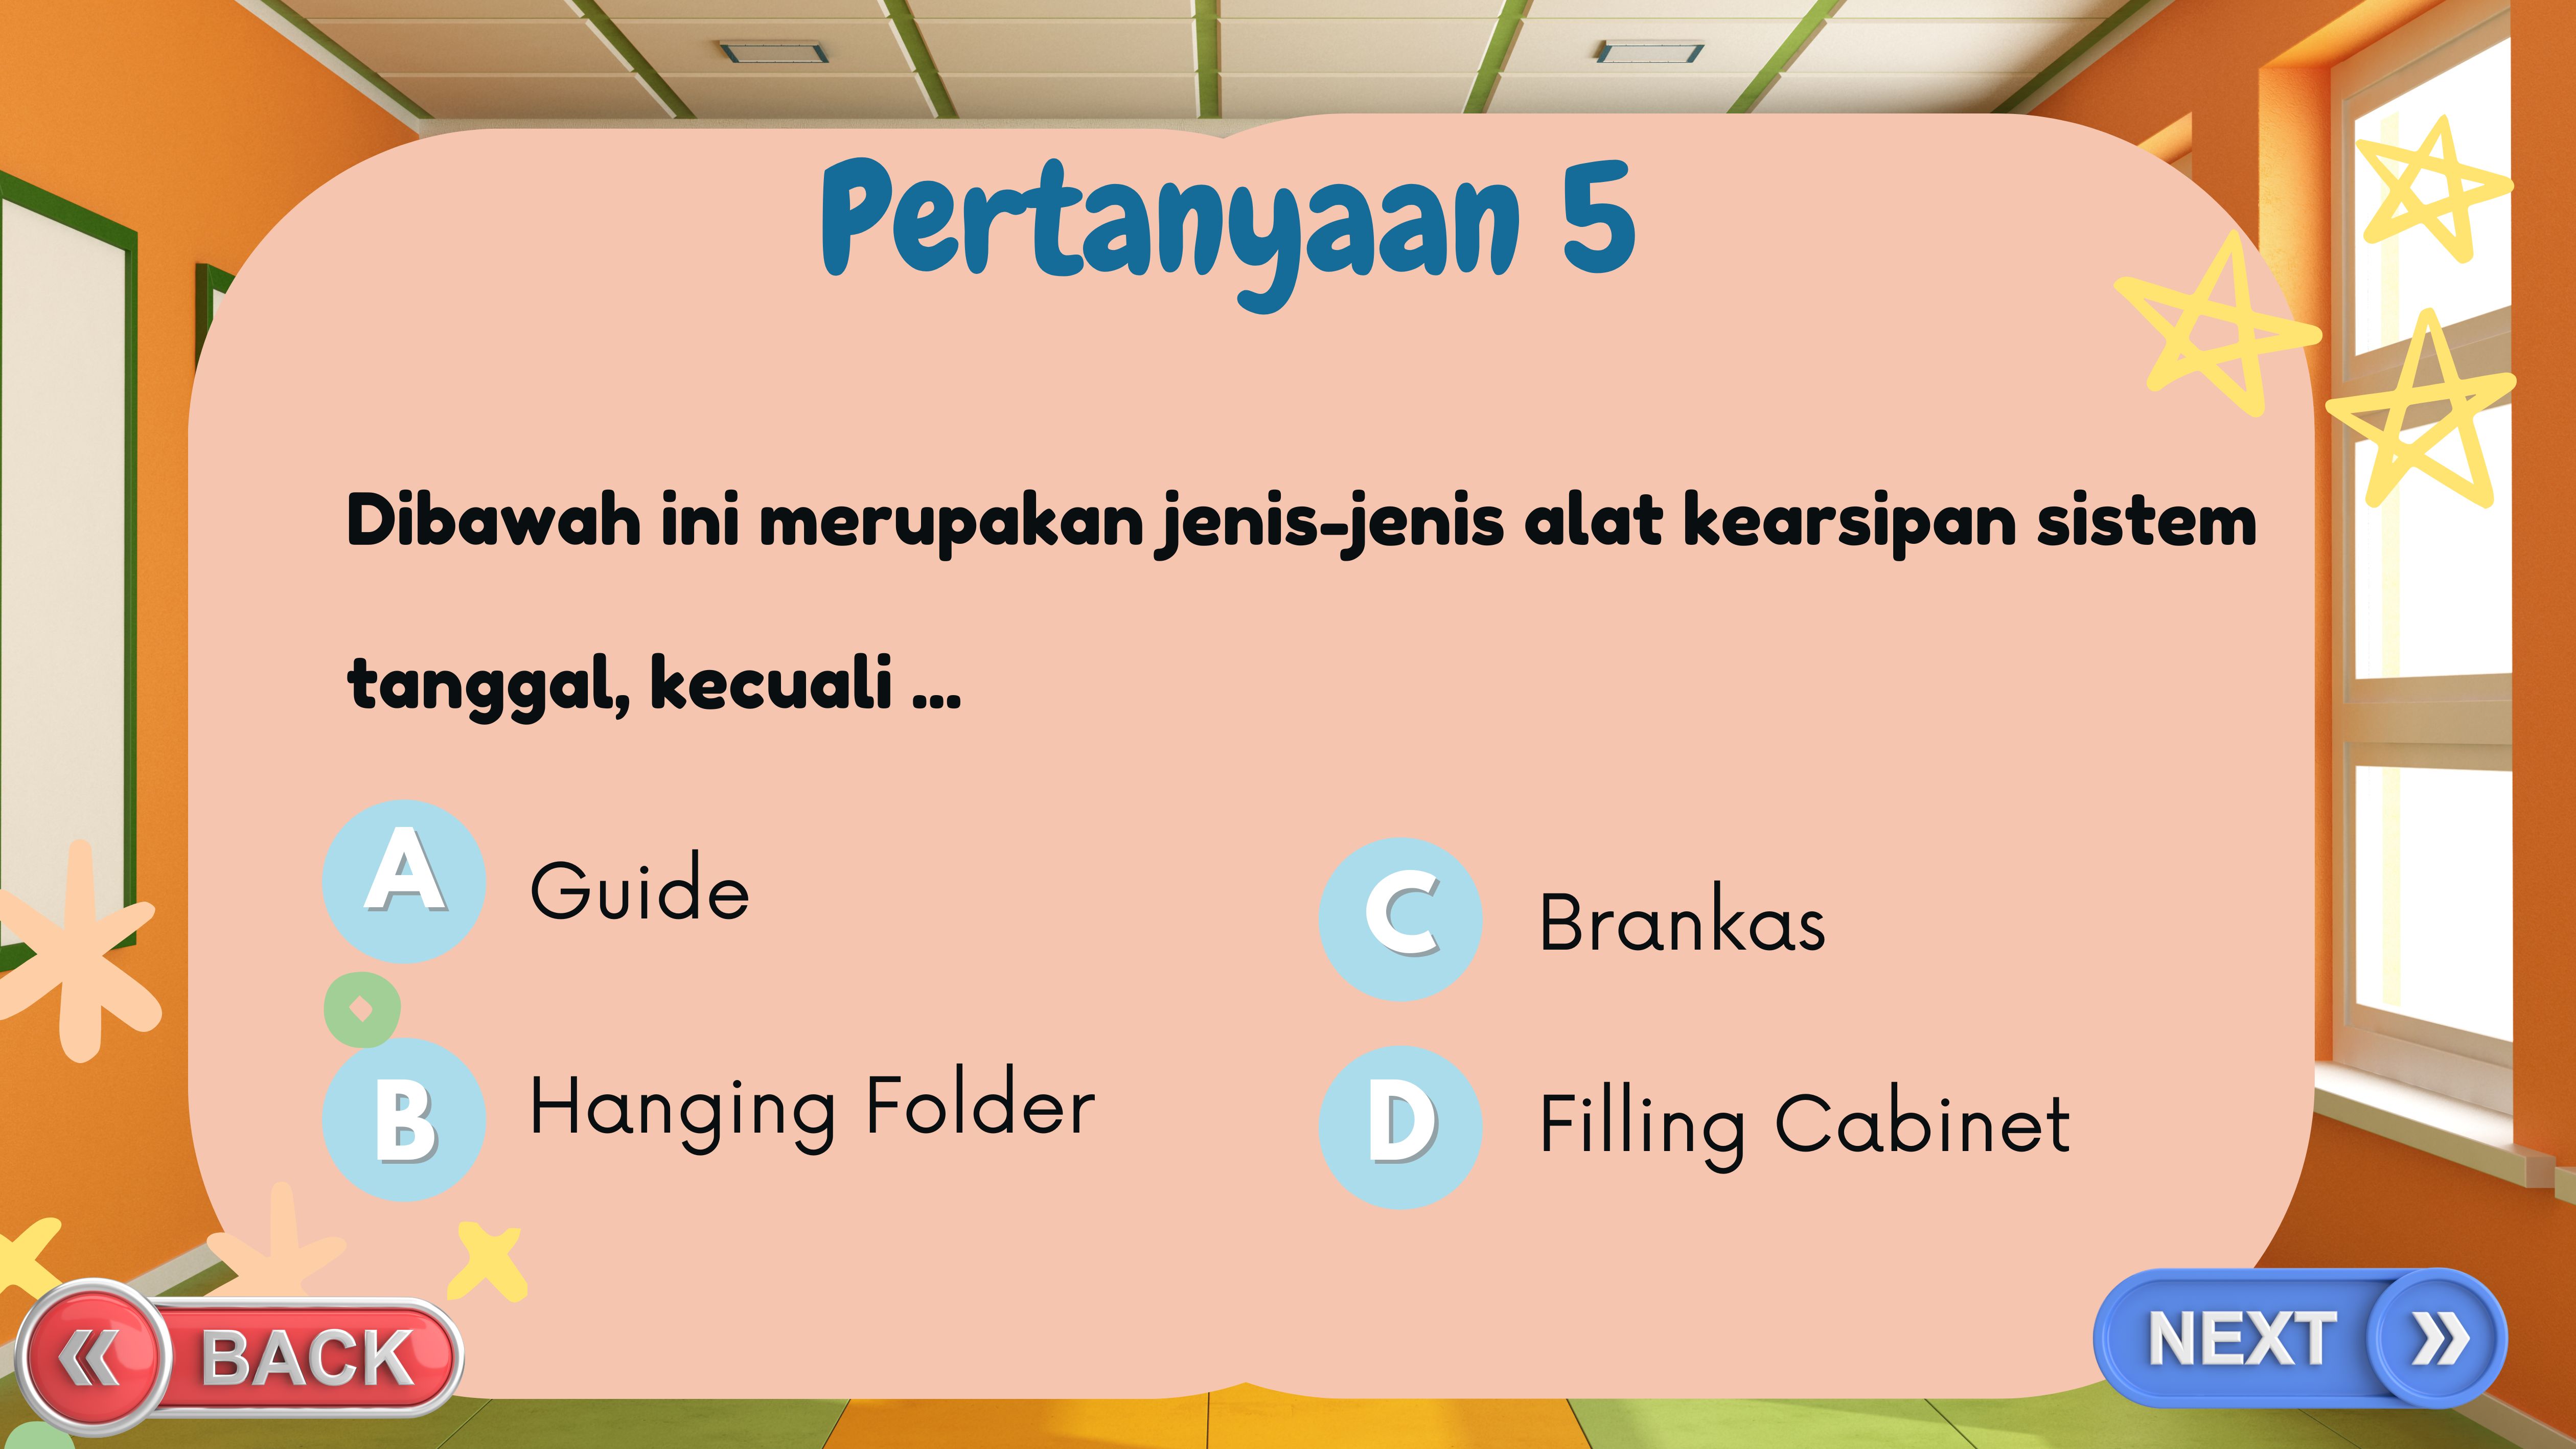 Pertanyaan 5
Dibawah ini merupakan jenis-jenis alat kearsipan sistem
tanggal, kecuali ...
A Guide
B Hanging Folder
C Brankas
D Filling Cabinet
BACK
NEXT